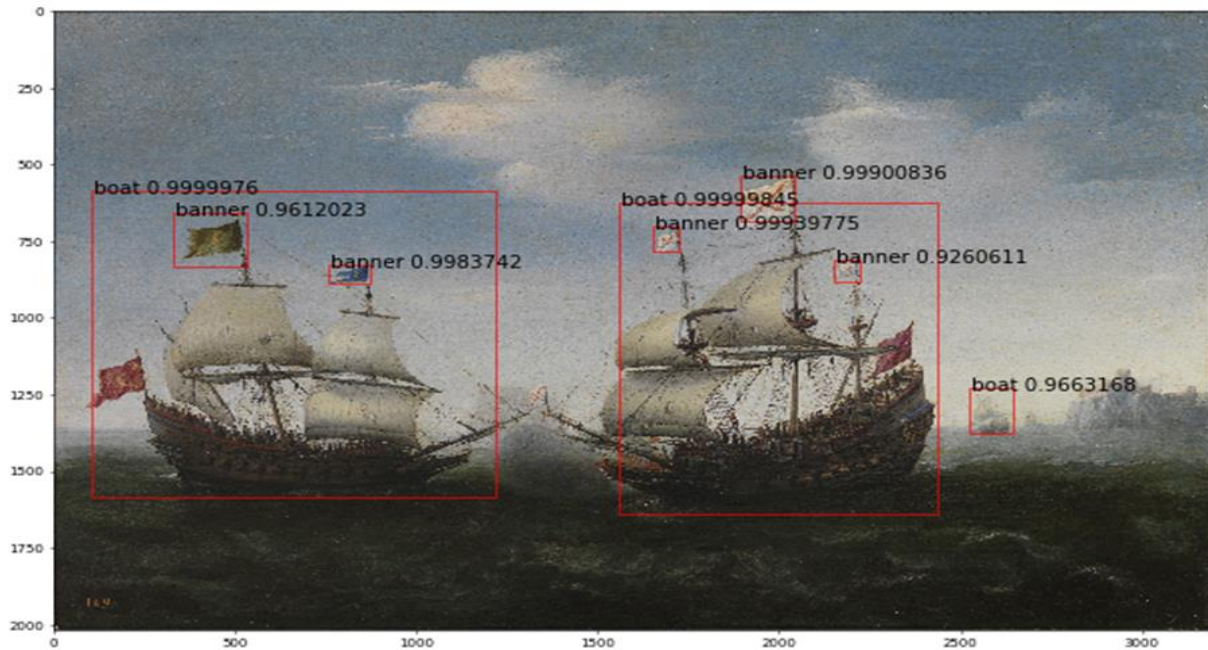 0
250
500
750
1000
1250
1500
1750
2000
boat 0.9999976
banner 0.9612023
banner 0.9983742
banner 0.99900836
boat 0.99999845
banner 0.99939775
banner 0.9260611
boat 0.9663168
0 500 1000 1500 2000 2500 3000